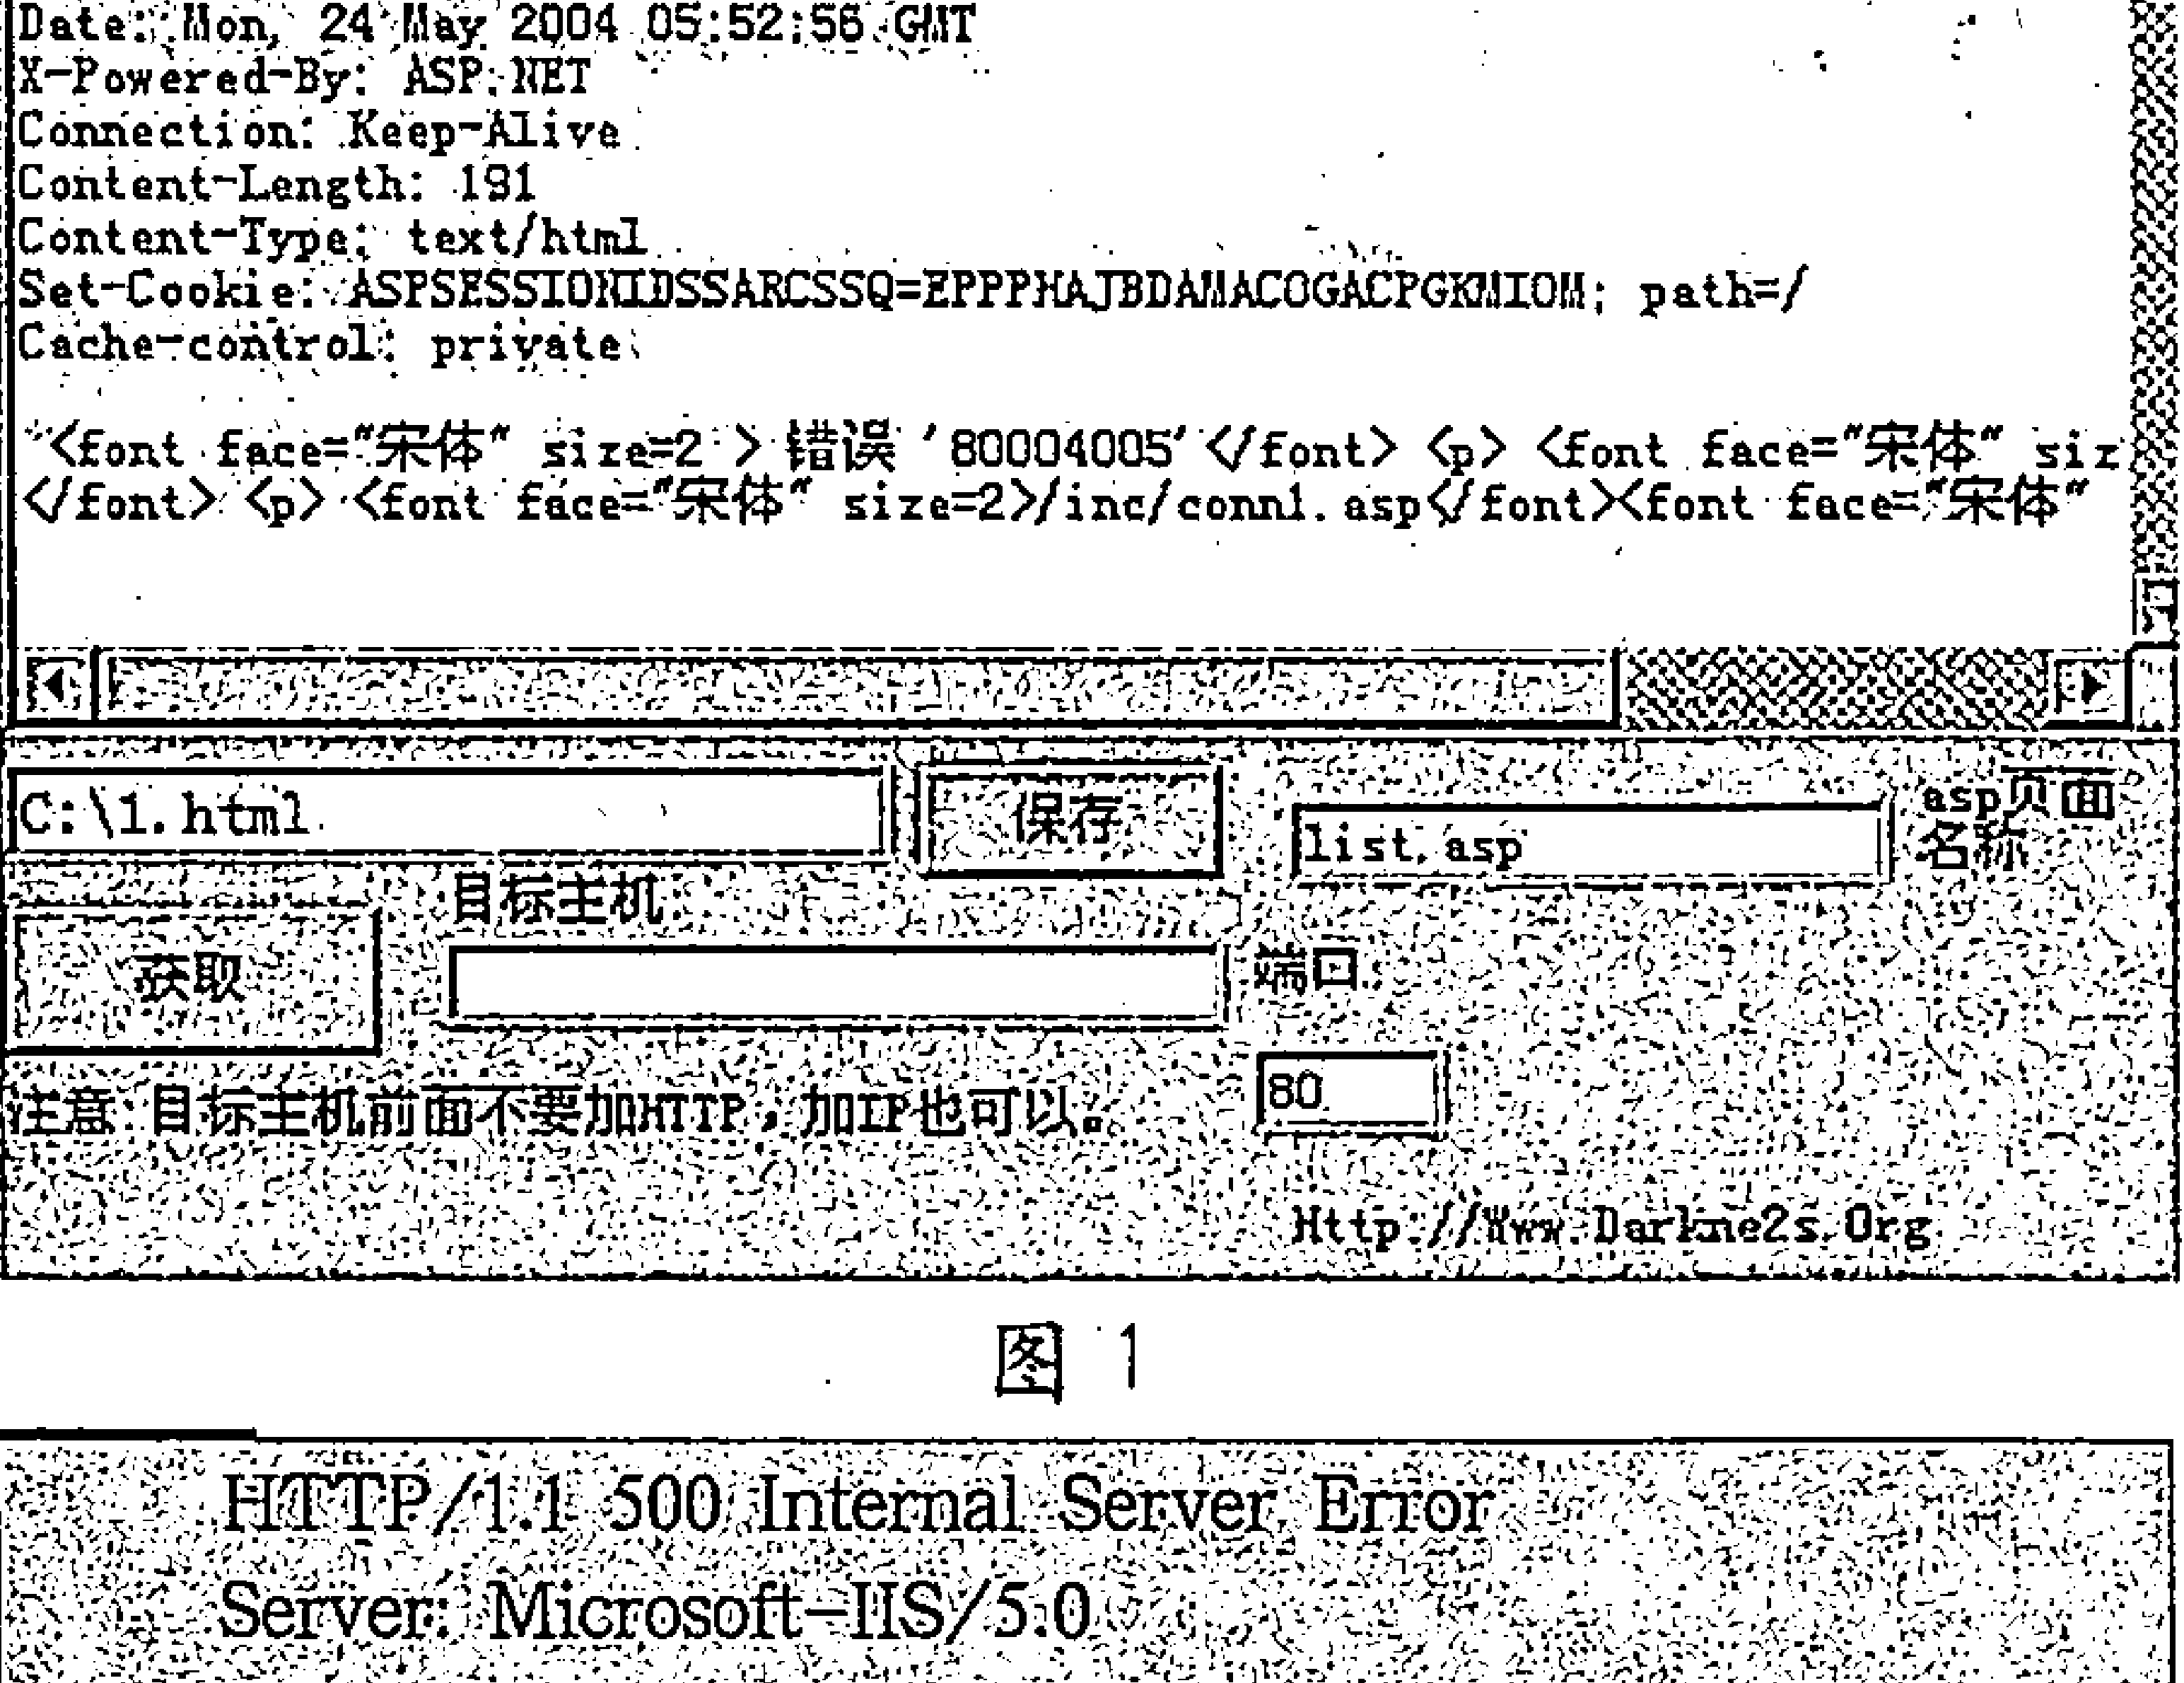 Date: Mon, 24 May 2004 05:52:56 GMT
X-Powered-By: ASP.NET
Connection: Keep-Alive
Content-Length: 191
Content-Type: text/html
Set-Cookie: ASPSESSIONIDSSARCSSQ=EPPPHAJBDAMACOGACPGKMIOM; path=/
Cache-control: private
<font face="宋体" size=2 > 错误 '80004005'</font> <p> <font face="宋体" siz
</font> <p> <font face="宋体" size=2>/inc/conn1.asp</font><font face="宋体"
C:\1.html
保存
list.asp
asp页面
名称
目标主机
获取
端口
注意 目标主机前面不要加HTTP，加IP也可以。
80
Http://Www.Darkne2s.Org
图 1
HTTP/1.1 500 Internal Server Error
Server: Microsoft-IIS/5.0